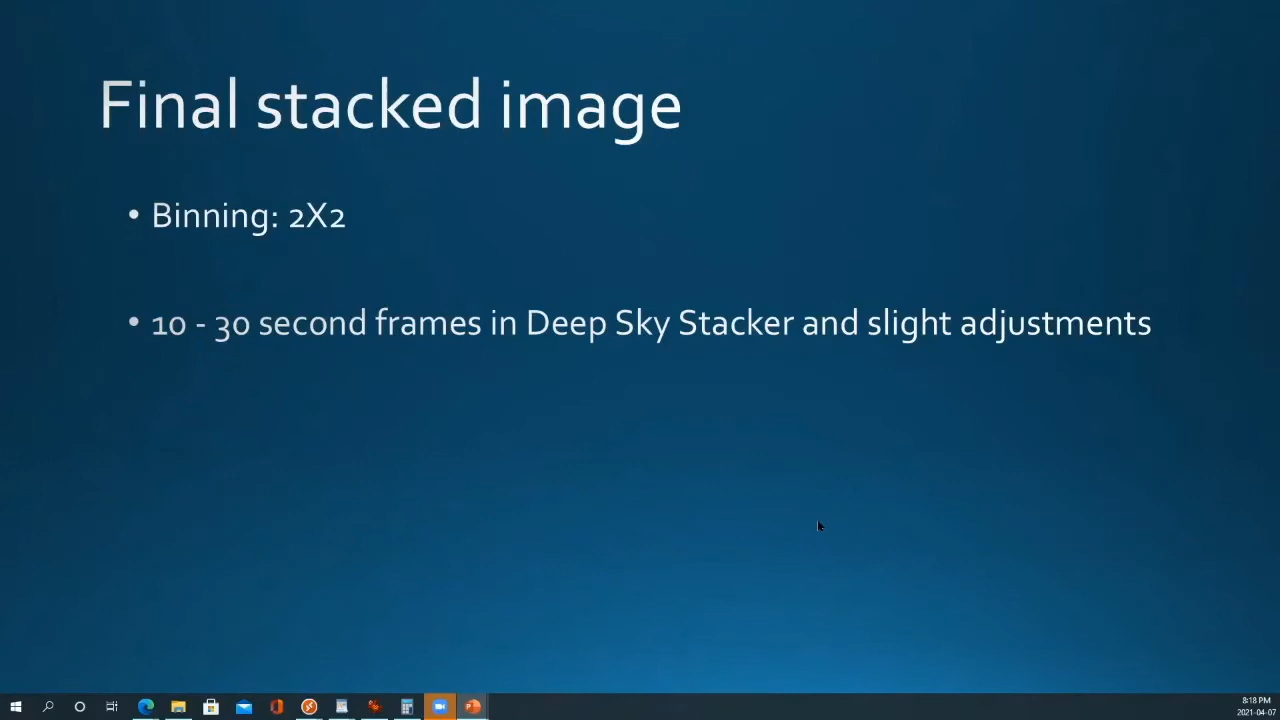 Final stacked image
• Binning: 2X2
• 10 - 30 second frames in Deep Sky Stacker and slight adjustments
8:18 PM
2021-04-07